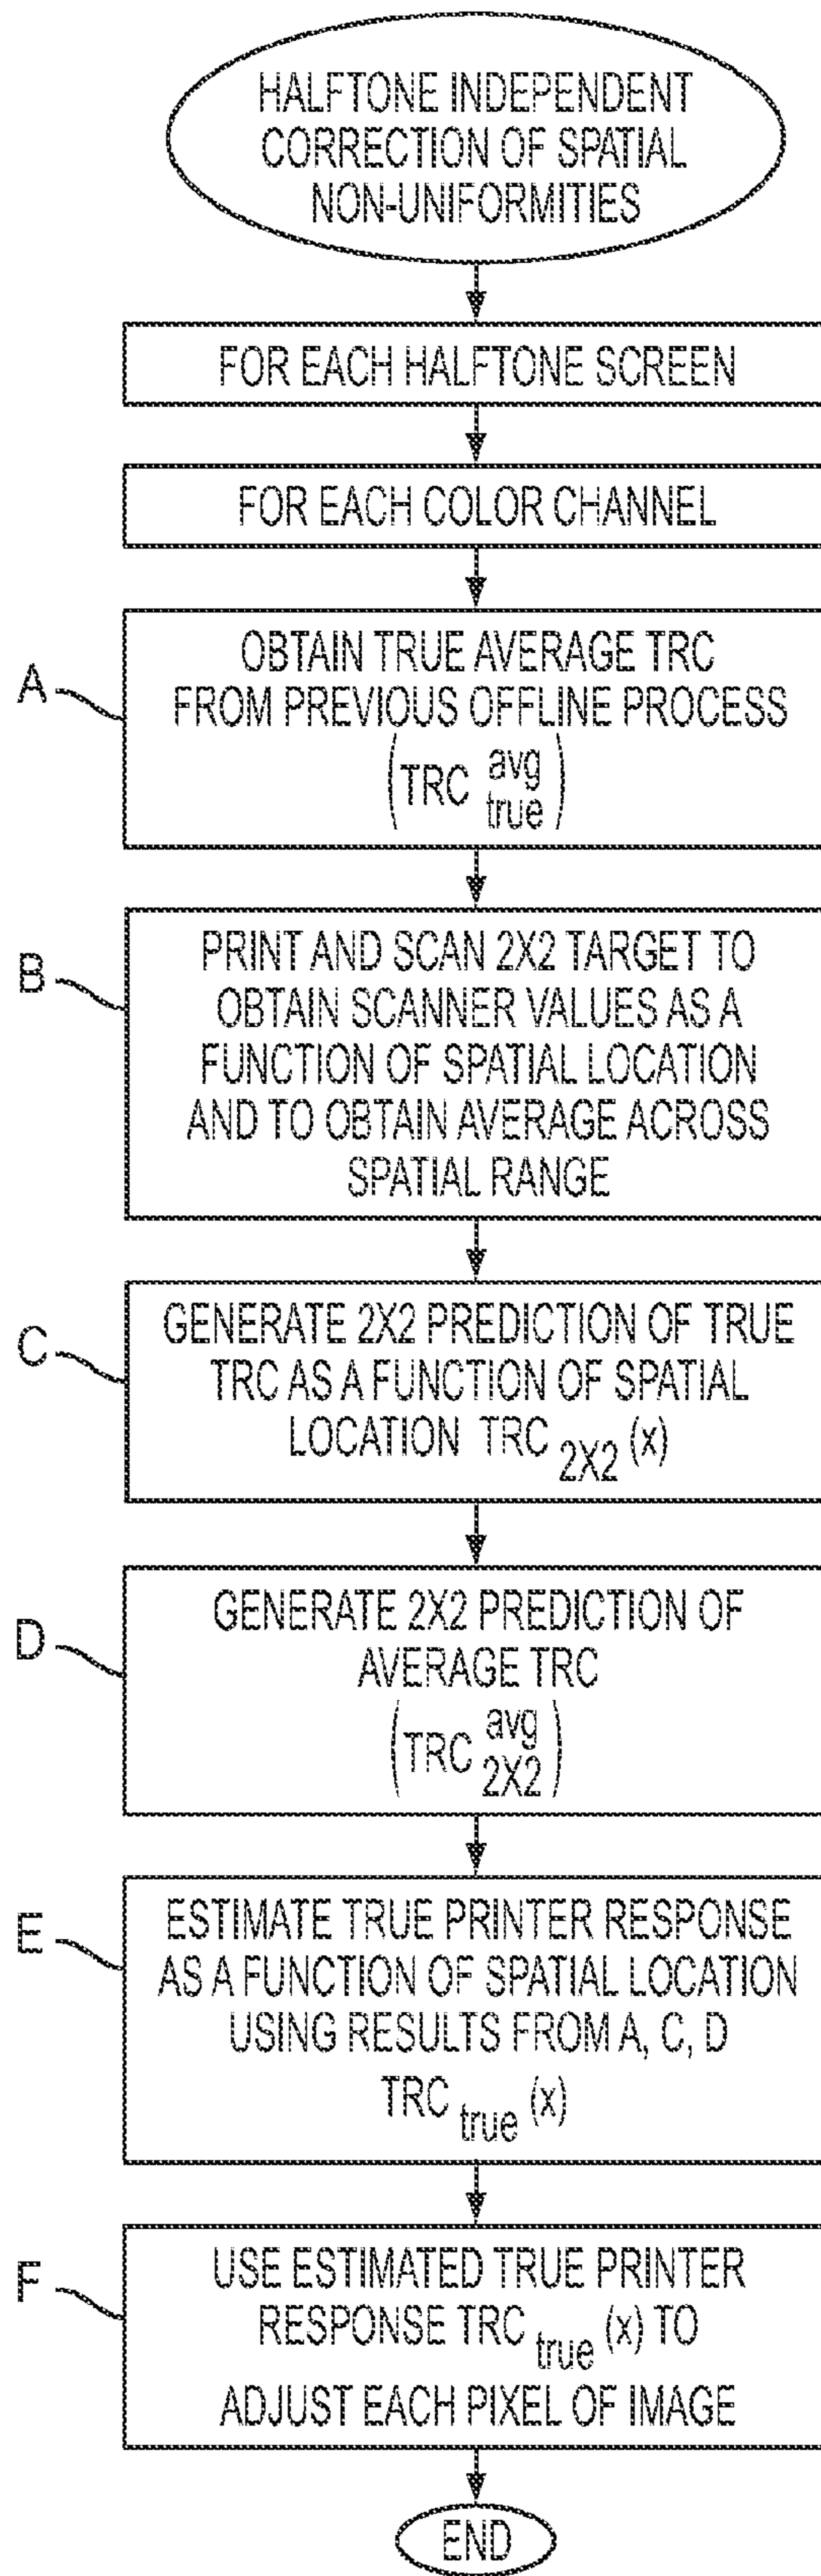 HALFTONE INDEPENDENT
CORRECTION OF SPATIAL
NON-UNIFORMITIES
FOR EACH HALFTONE SCREEN
FOR EACH COLOR CHANNEL
A
OBTAIN TRUE AVERAGE TRC
FROM PREVIOUS OFFLINE PROCESS
(TRC avg true)
B
PRINT AND SCAN 2X2 TARGET TO
OBTAIN SCANNER VALUES AS A
FUNCTION OF SPATIAL LOCATION
AND TO OBTAIN AVERAGE ACROSS
SPATIAL RANGE
C
GENERATE 2X2 PREDICTION OF TRUE
TRC AS A FUNCTION OF SPATIAL
LOCATION TRC 2X2 (x)
D
GENERATE 2X2 PREDICTION OF
AVERAGE TRC
(TRC avg 2X2)
E
ESTIMATE TRUE PRINTER RESPONSE
AS A FUNCTION OF SPATIAL LOCATION
USING RESULTS FROM A, C, D
TRC true (x)
F
USE ESTIMATED TRUE PRINTER
RESPONSE TRC true (x) TO
ADJUST EACH PIXEL OF IMAGE
END